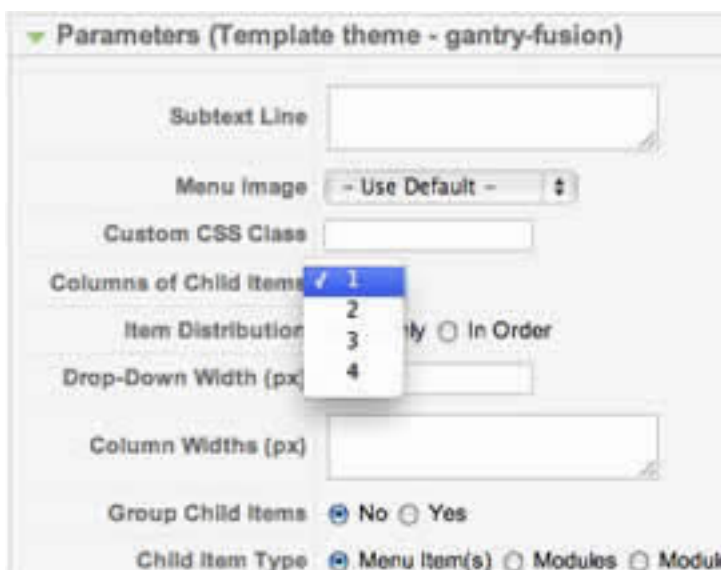 Parameters (Template theme - gantry-fusion)
Subtext Line
Menu Image - Use Default -
Custom CSS Class
Columns of Child Items ✓ 1
2
Item Distribution 3 In Order
Drop-Down Width (px) 4
Column Widths (px)
Group Child Items No Yes
Child Item Type Menu Item(s) Modules